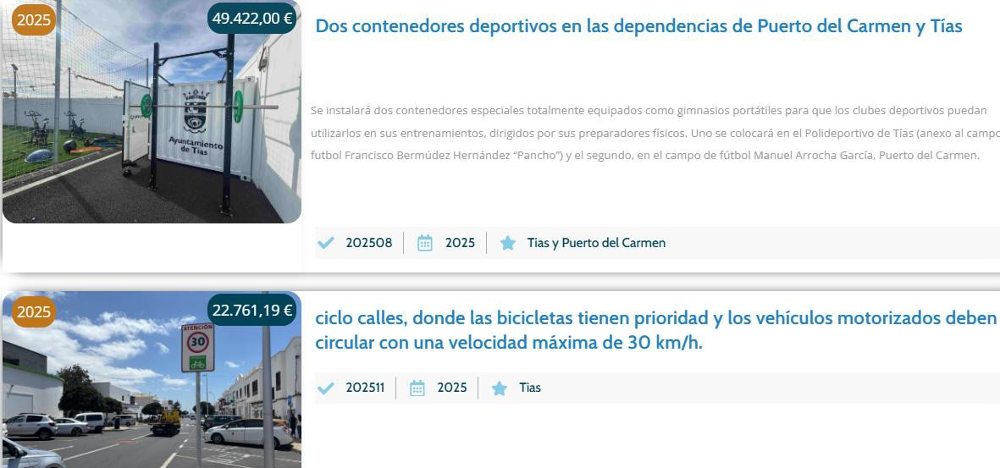 2025
49.422,00 €
Ayuntamiento
de Tías
Dos contenedores deportivos en las dependencias de Puerto del Carmen y Tías
Se instalará dos contenedores especiales totalmente equipados como gimnasios portátiles para que los clubes deportivos puedan
utilizarlos en sus entrenamientos, dirigidos por sus preparadores físicos. Uno se colocará en el Polideportivo de Tías (anexo al campo
futbol Francisco Bermúdez Hernández “Pancho”) y el segundo, en el campo de fútbol Manuel Arrocha García, Puerto del Carmen.
202508
2025
Tias y Puerto del Carmen
2025
22.761,19 €
ATENCIÓN
30
ciclo calles, donde las bicicletas tienen prioridad y los vehículos motorizados deben
circular con una velocidad máxima de 30 km/h.
202511
2025
Tias